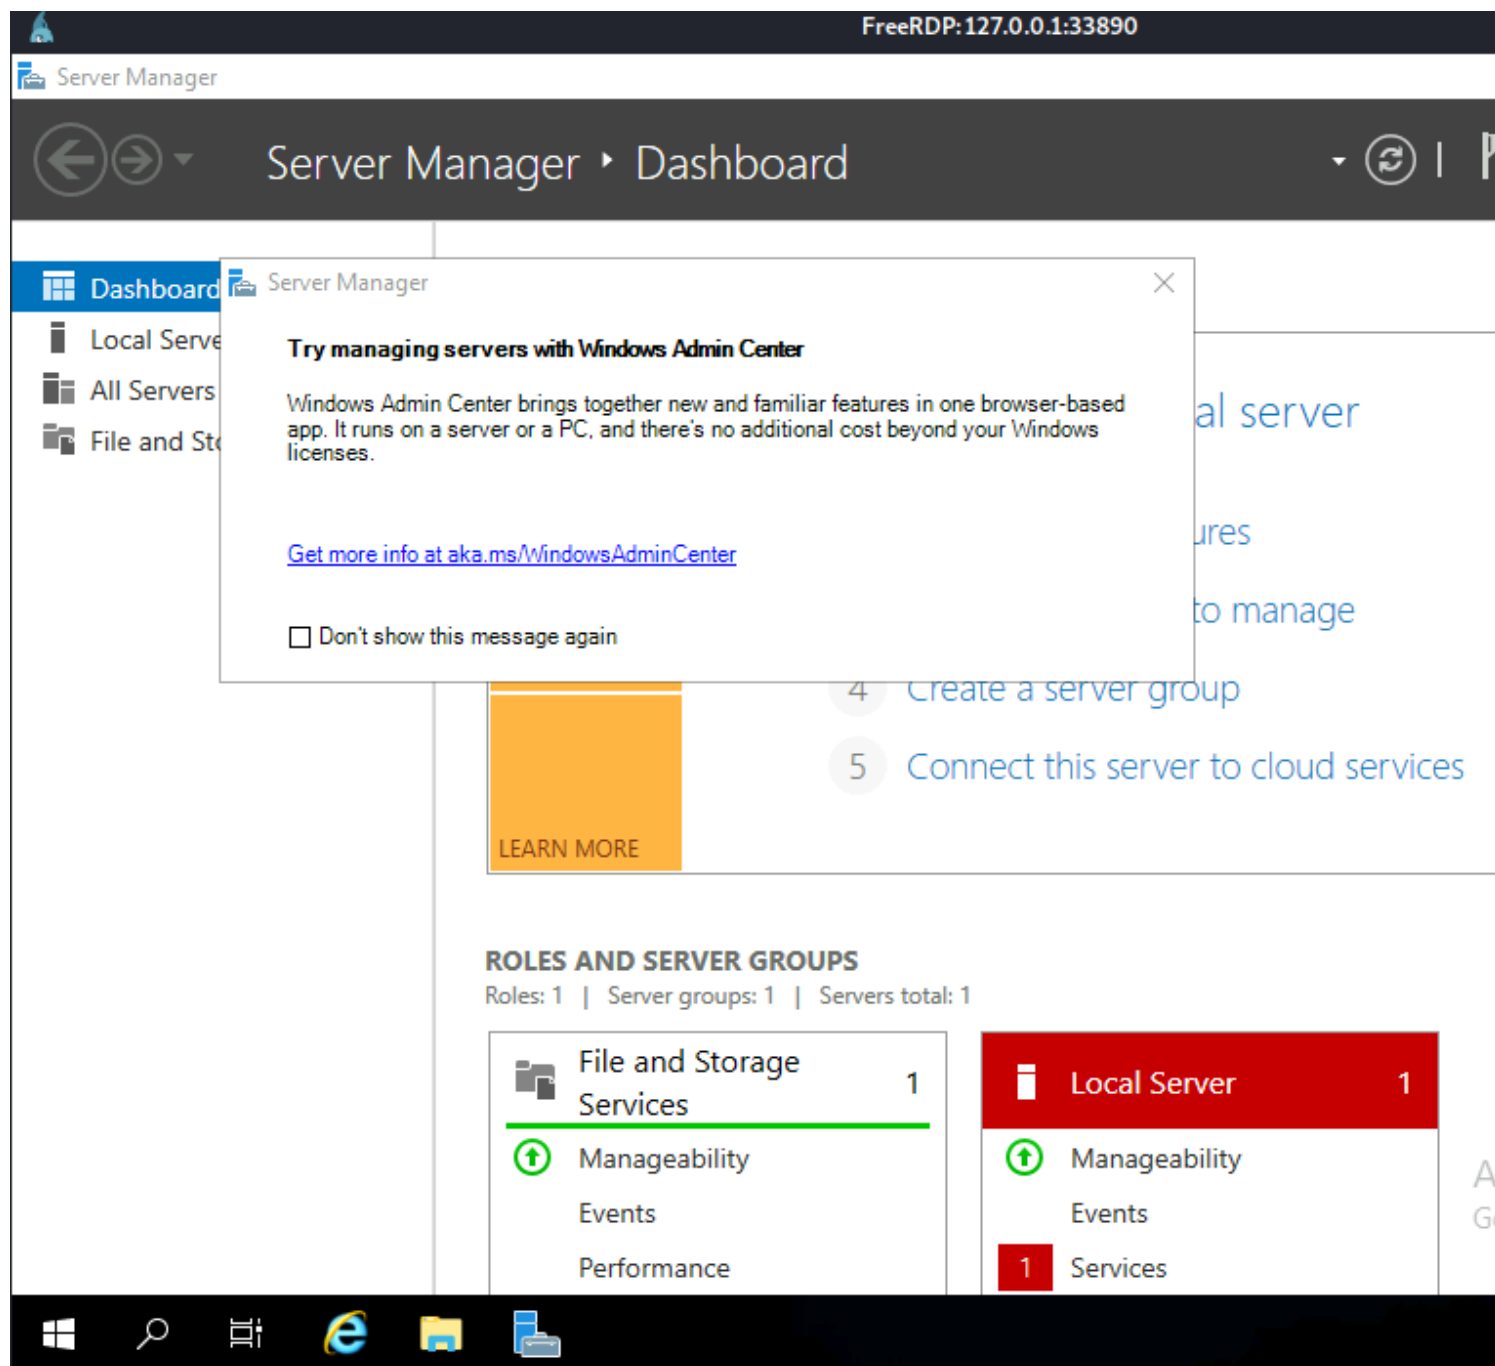 FreeRDP:127.0.0.1:33890
Server Manager
Server Manager ‣ Dashboard
Dashboard
Local Serve
All Servers
File and Sto
Server Manager
Try managing servers with Windows Admin Center
Windows Admin Center brings together new and familiar features in one browser-based
app. It runs on a server or a PC, and there's no additional cost beyond your Windows
licenses.
Get more info at aka.ms/WindowsAdminCenter
Don't show this message again
al server
ures
to manage
4 Create a server group
5 Connect this server to cloud services
LEARN MORE
ROLES AND SERVER GROUPS
Roles: 1 | Server groups: 1 | Servers total: 1
File and Storage
Services
1
Manageability
Events
Performance
Local Server 1
Manageability
Events
1 Services